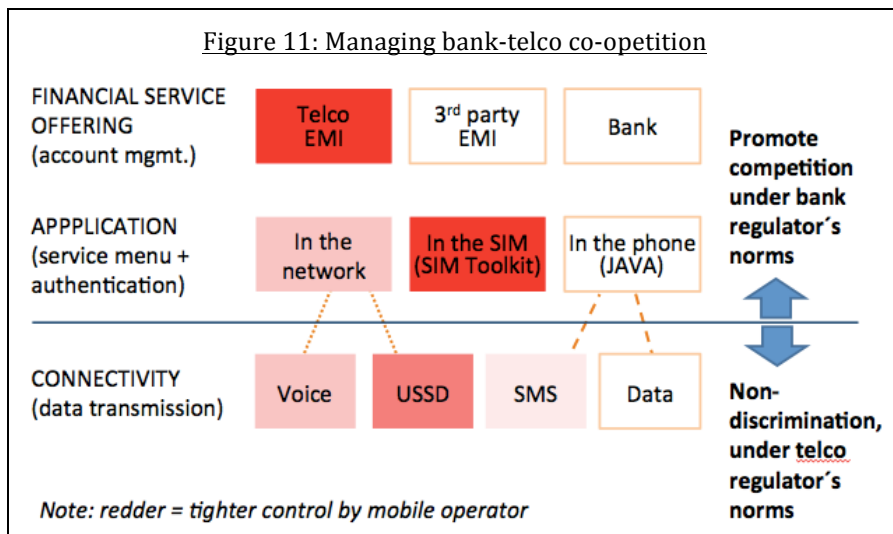 Figure 11: Managing bank-telco co-opetition
FINANCIAL SERVICE
OFFERING
(account mgmt.)
Telco
EMI
3rd party
EMI
Bank
Promote
competition
under bank
regulator´s
norms
APPPLICATION
(service menu +
authentication)
In the
network
In the SIM
(SIM Toolkit)
In the phone
(JAVA)
CONNECTIVITY
(data transmission)
Voice
USSD
SMS
Data
Non-
discrimination,
under telco
regulator´s
norms
Note: redder = tighter control by mobile operator